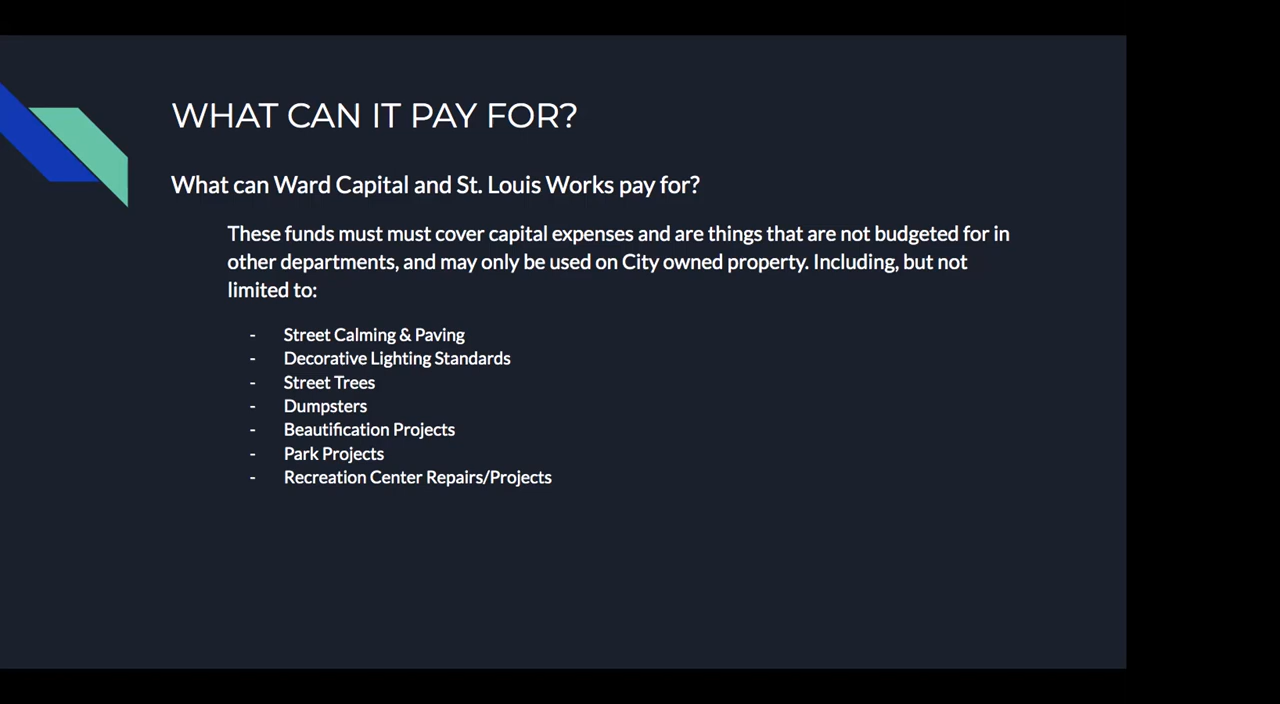 WHAT CAN IT PAY FOR?
What can Ward Capital and St. Louis Works pay for?
These funds must must cover capital expenses and are things that are not budgeted for in
other departments, and may only be used on City owned property. Including, but not
limited to:
- Street Calming & Paving
- Decorative Lighting Standards
- Street Trees
- Dumpsters
- Beautification Projects
- Park Projects
- Recreation Center Repairs/Projects